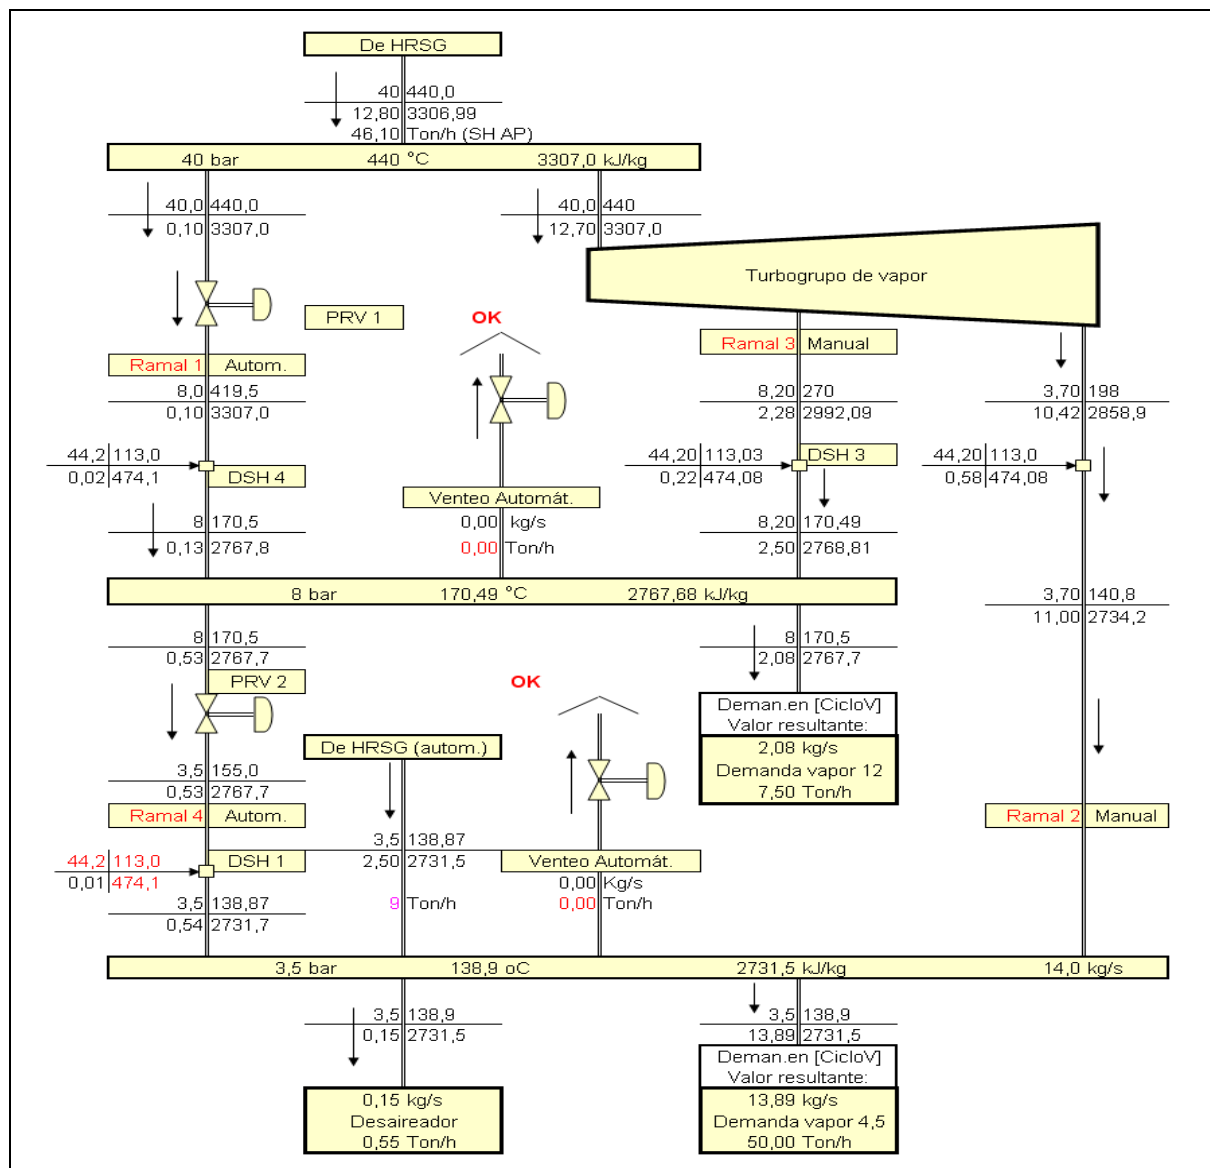 De HRSG
40 440,0
12,80 3306,99
46,10 Ton/h (SH AP)
40 bar 440 °C 3307,0 kJ/kg
40,0 440,0
0,10 3307,0
40,0 440
12,70 3307,0
Turbogrupo de vapor
PRV 1
OK
Ramal 1 Autom.
8,0 419,5
0,10 3307,0
Ramal 3 Manual
8,20 270
2,28 2992,09
3,70 198
10,42 2858,9
44,2 113,0
0,02 474,1
DSH 4
44,20 113,03
0,22 474,08
DSH 3
44,20 113,0
0,58 474,08
Venteo Automát.
0,00 kg/s
0,00 Ton/h
8 170,5
0,13 2767,8
8,20 170,49
2,50 2768,81
8 bar 170,49 °C 2767,68 kJ/kg
3,70 140,8
11,00 2734,2
8 170,5
0,53 2767,7
PRV 2
8 170,5
2,08 2767,7
OK
Deman.en [CicloV]
Valor resultante:
2,08 kg/s
Demanda vapor 12
7,50 Ton/h
De HRSG (autom.)
3,5 155,0
0,53 2767,7
Ramal 4 Autom.
Ramal 2 Manual
3,5 138,87
2,50 2731,5
9 Ton/h
44,2 113,0
0,01 474,1
DSH 1
Venteo Automát.
0,00 Kg/s
0,00 Ton/h
3,5 138,87
0,54 2731,7
3,5 bar 138,9 oC 2731,5 kJ/kg 14,0 kg/s
3,5 138,9
0,15 2731,5
3,5 138,9
13,89 2731,5
Deman.en [CicloV]
Valor resultante:
0,15 kg/s
Desaireador
0,55 Ton/h
13,89 kg/s
Demanda vapor 4,5
50,00 Ton/h